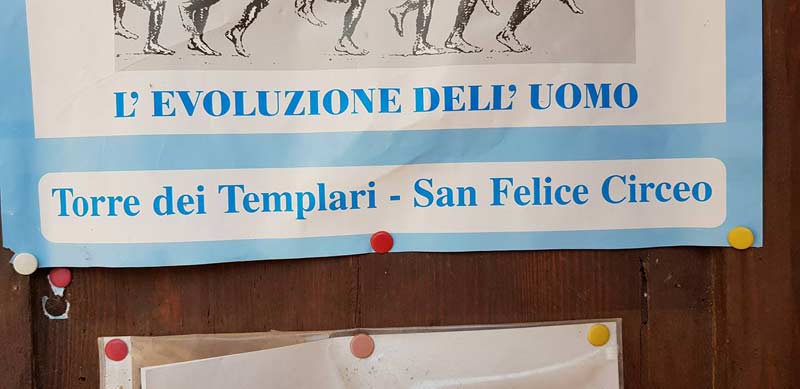 L' EVOLUZIONE DELL' UOMO
Torre dei Templari - San Felice Circeo